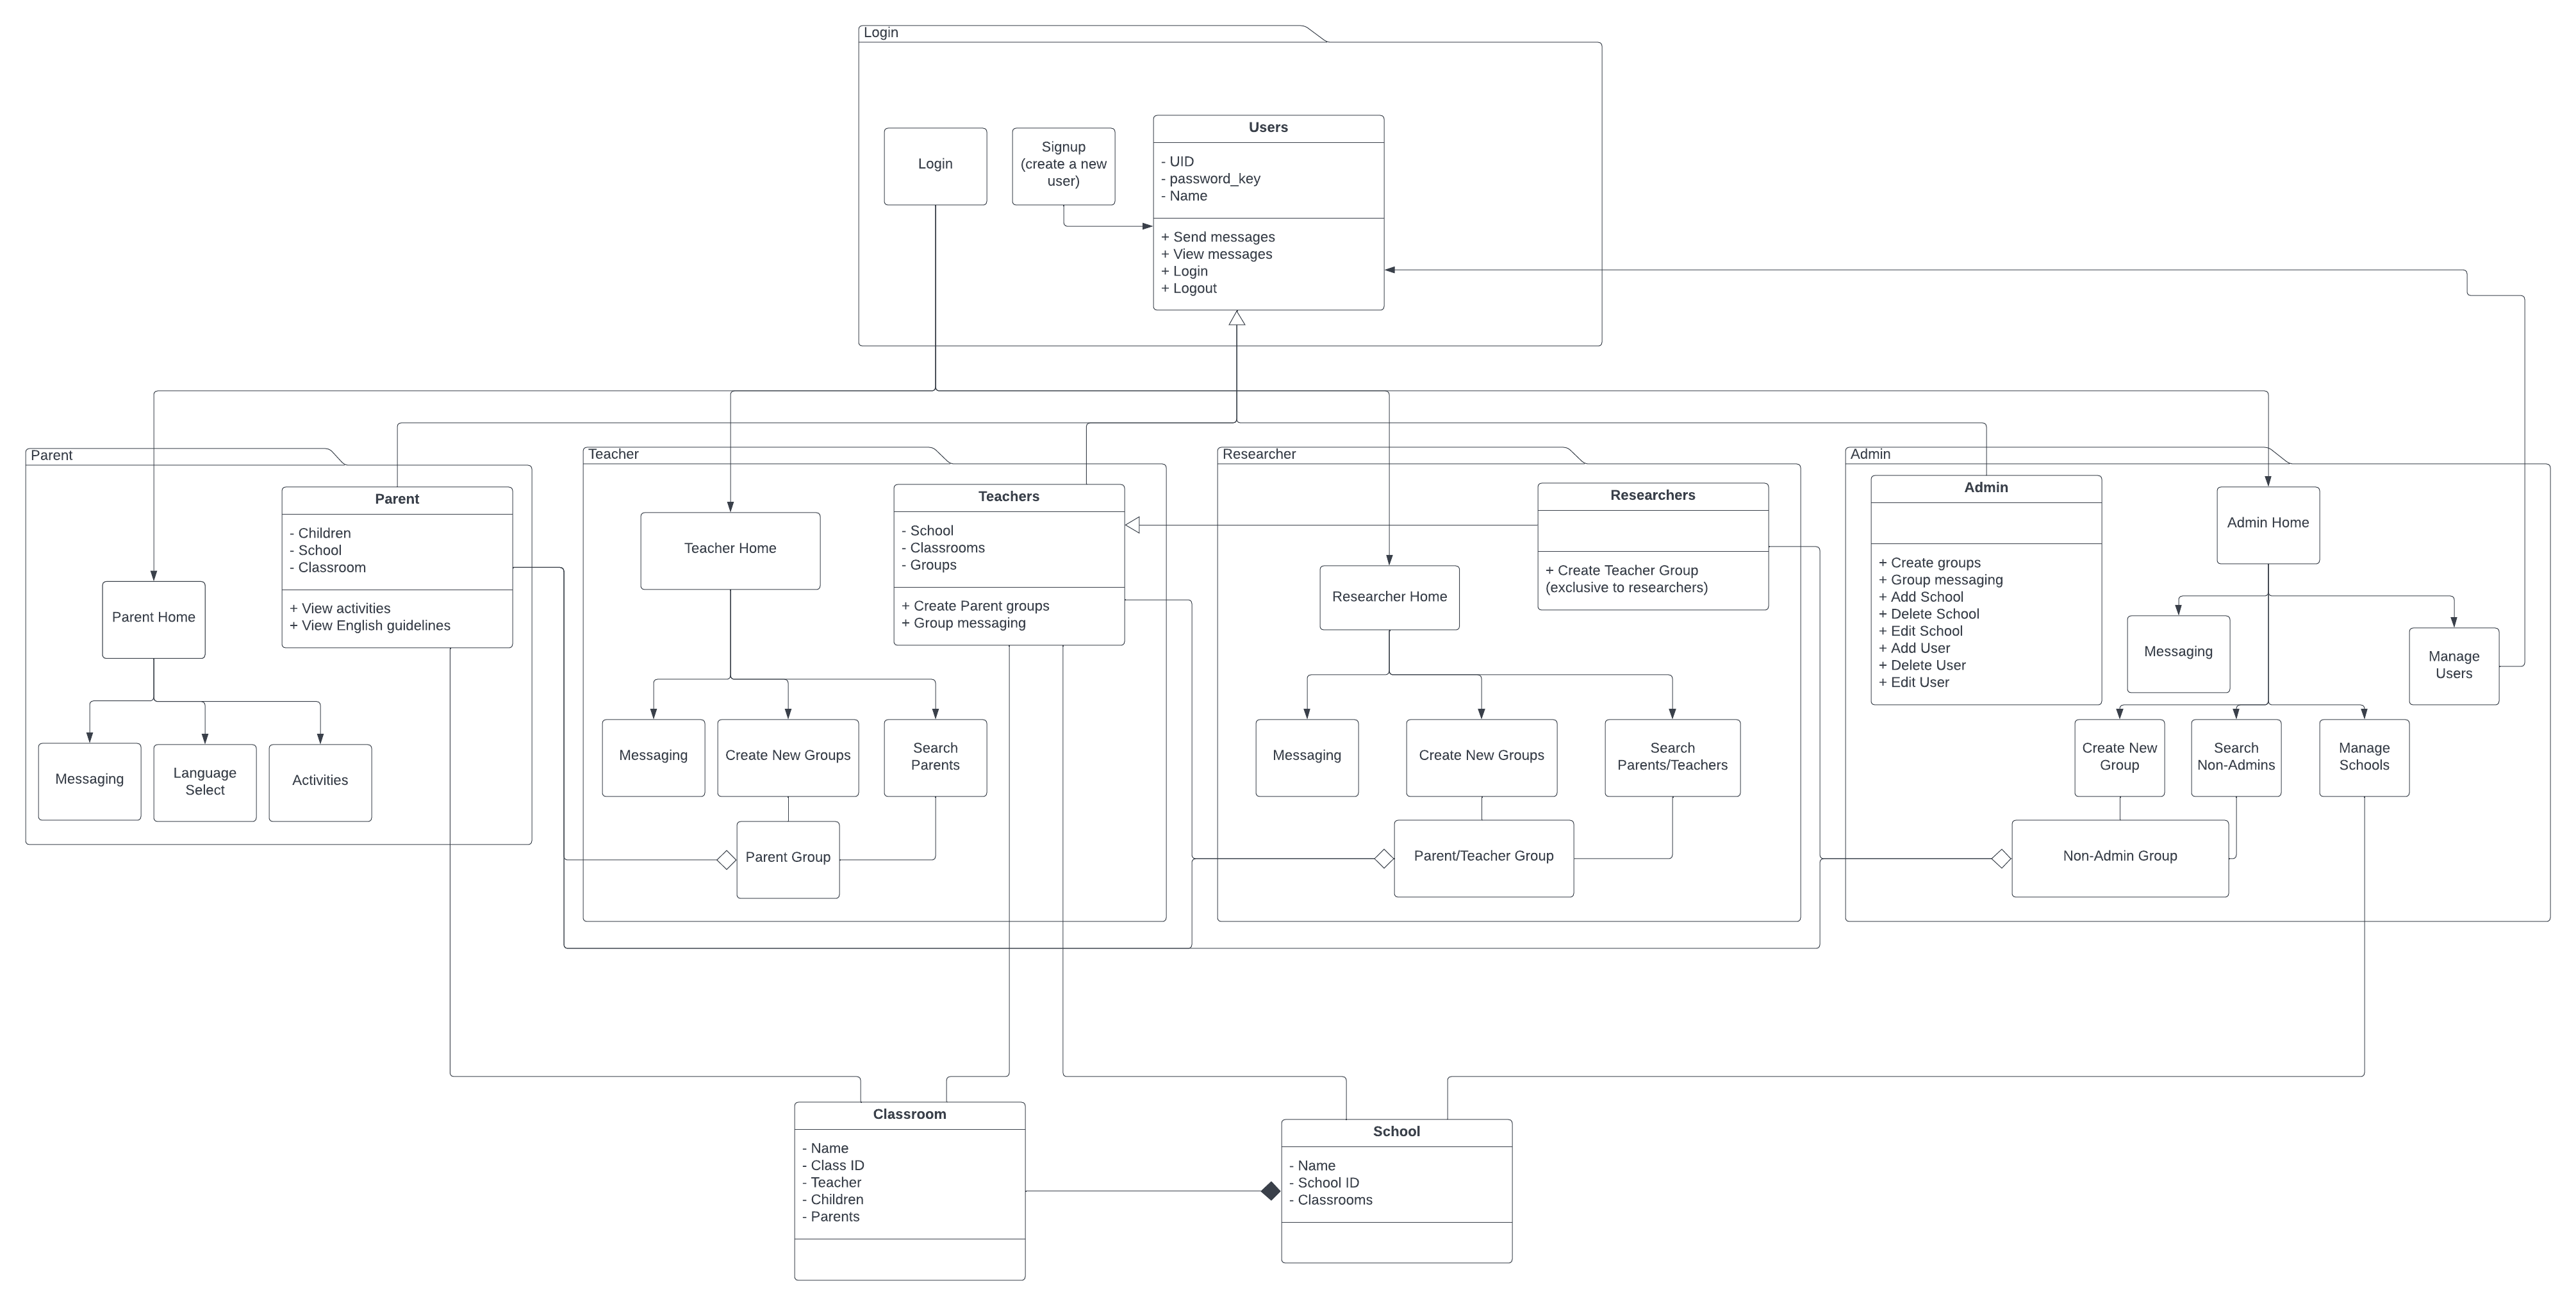 Login
Login
Signup
(create a new
user)
Users
- UID
- password_key
- Name
+ Send messages
+ View messages
+ Login
+ Logout
Parent
Parent
- Children
- School
- Classroom
+ View activities
+ View English guidelines
Parent Home
Messaging
Language
Select
Activities
Teacher
Teacher Home
Teachers
- School
- Classrooms
- Groups
+ Create Parent groups
+ Group messaging
Messaging
Create New Groups
Search
Parents
Parent Group
Researcher
Researchers
+ Create Teacher Group
(exclusive to researchers)
Researcher Home
Messaging
Create New Groups
Search
Parents/Teachers
Parent/Teacher Group
Admin
Admin
+ Create groups
+ Group messaging
+ Add School
+ Delete School
+ Edit School
+ Add User
+ Delete User
+ Edit User
Admin Home
Messaging
Manage
Users
Create New
Group
Search
Non-Admins
Manage
Schools
Non-Admin Group
Classroom
- Name
- Class ID
- Teacher
- Children
- Parents
School
- Name
- School ID
- Classrooms